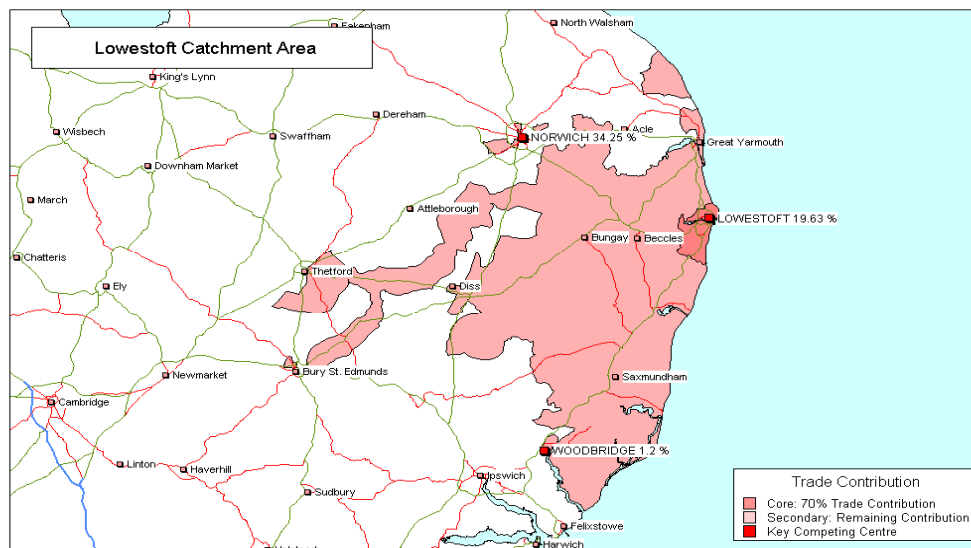 North Walsham
Fakenham
Lowestoft Catchment Area
King's Lynn
Dereham
Wisbech
Swaffham
Acle
NORWICH 34.25 %
Great Yarmouth
Downham Market
March
Attleborough
LOWESTOFT 19.63 %
Bungay
Beccles
Chatteris
Thetford
Ely
Diss
Bury St. Edmunds
Newmarket
Saxmundham
Cambridge
WOODBRIDGE 1.2 %
Linton
Haverhill
Ipswich
Sudbury
Felixstowe
Harwich
Trade Contribution
Core: 70% Trade Contribution
Secondary: Remaining Contribution
Key Competing Centre